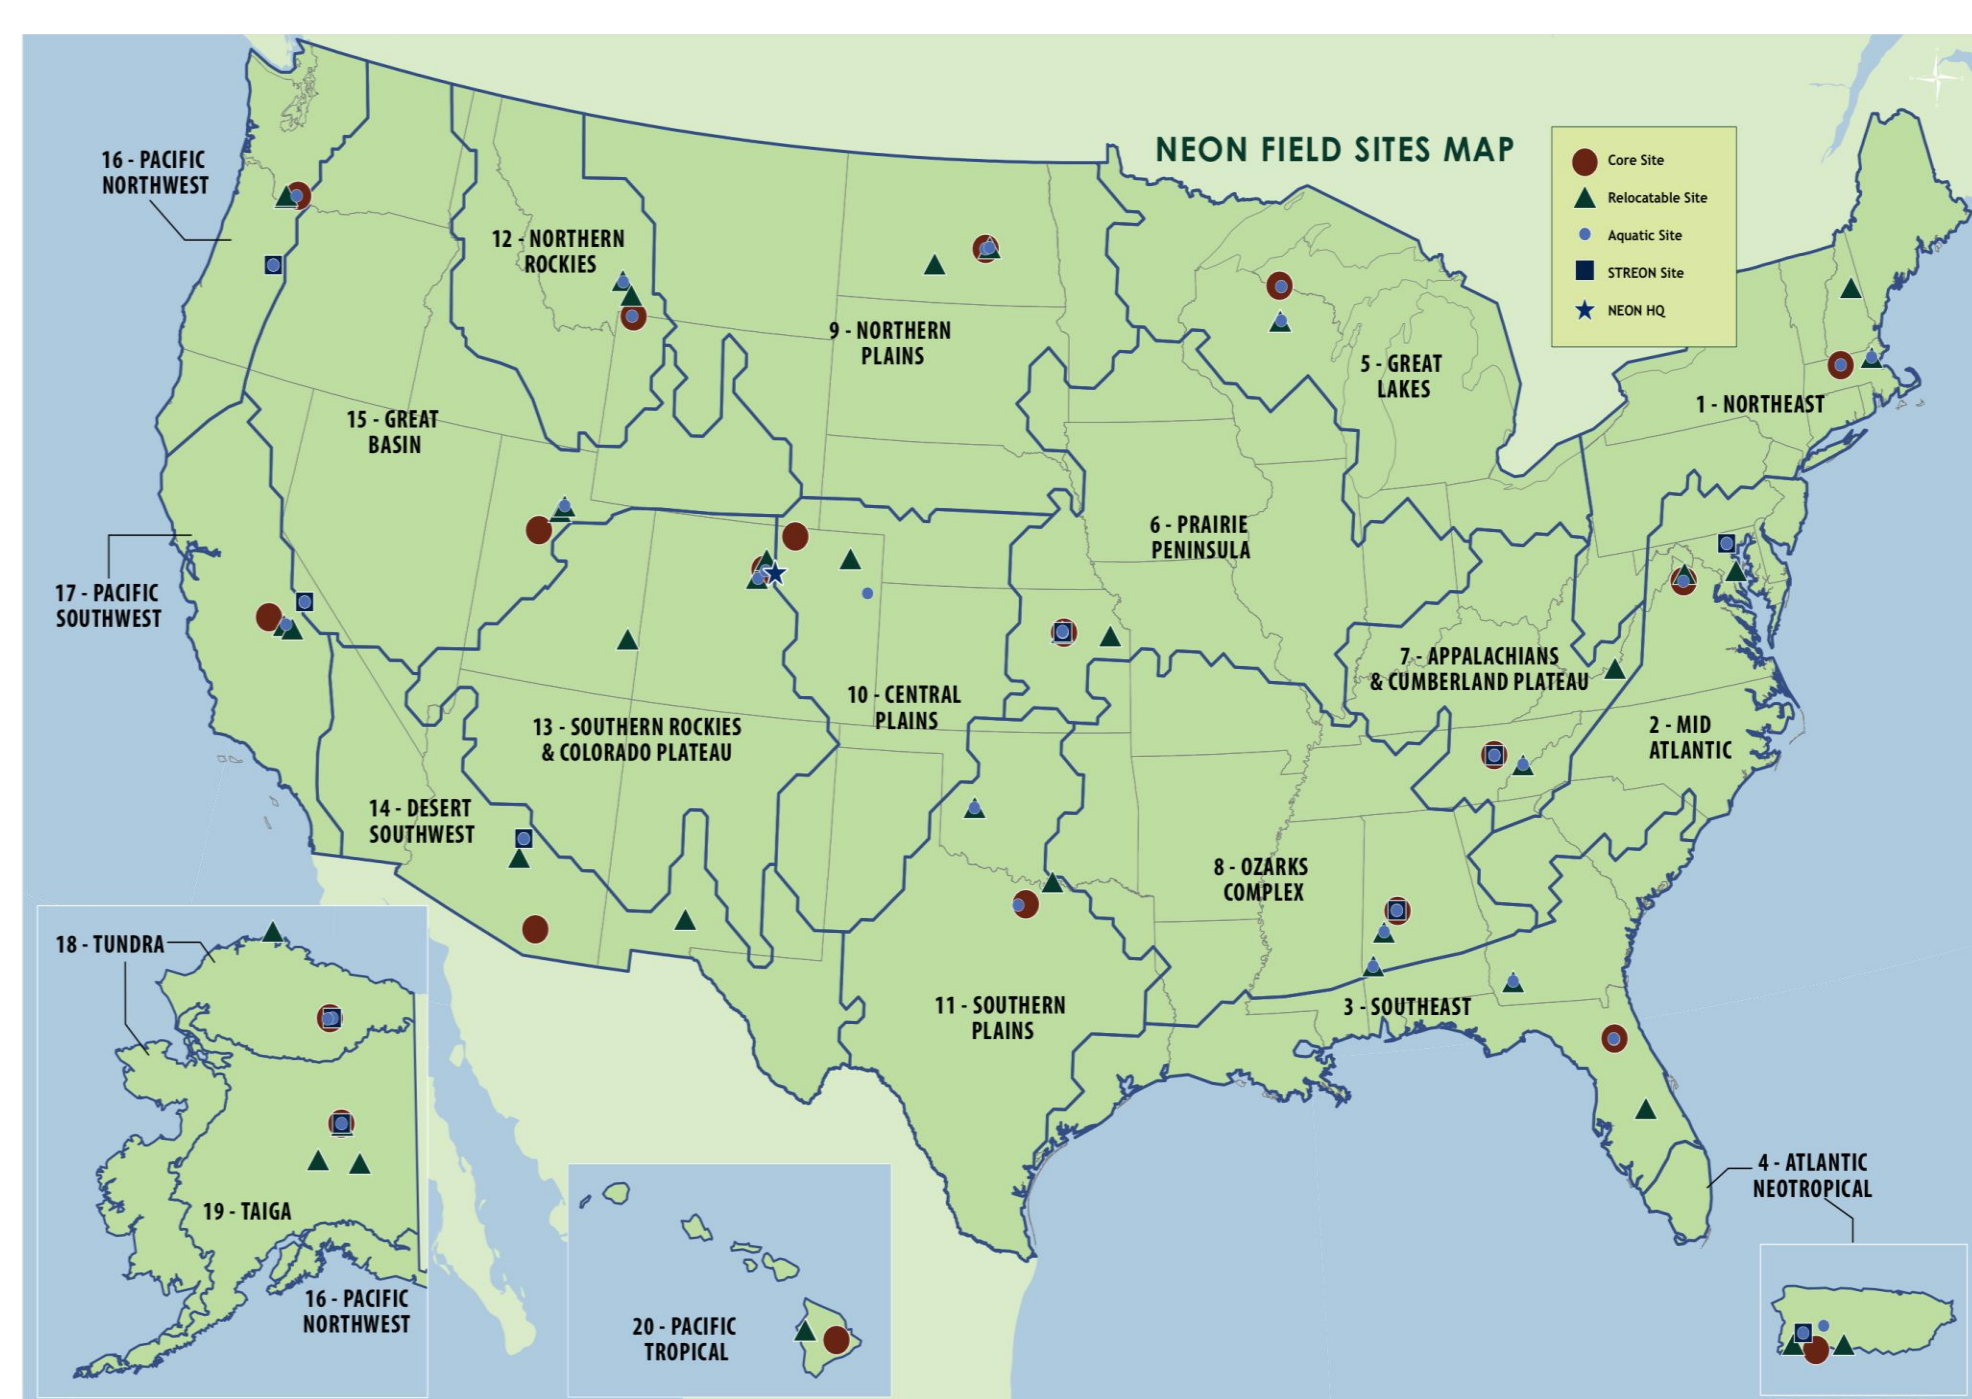 NEON FIELD SITES MAP
Core Site
Relocatable Site
Aquatic Site
STREON Site
NEON HQ
16 - PACIFIC
NORTHWEST
12 - NORTHERN
ROCKIES
9 - NORTHERN
PLAINS
5 - GREAT
LAKES
1 - NORTHEAST
15 - GREAT
BASIN
6 - PRAIRIE
PENINSULA
17 - PACIFIC
SOUTHWEST
7 - APPALACHIANS
& CUMBERLAND PLATEAU
10 - CENTRAL
PLAINS
13 - SOUTHERN ROCKIES
& COLORADO PLATEAU
2 - MID
ATLANTIC
14 - DESERT
SOUTHWEST
8 - OZARKS
COMPLEX
18 - TUNDRA
11 - SOUTHERN
PLAINS
3 - SOUTHEAST
4 - ATLANTIC
NEOTROPICAL
19 - TAIGA
16 - PACIFIC
NORTHWEST
20 - PACIFIC
TROPICAL